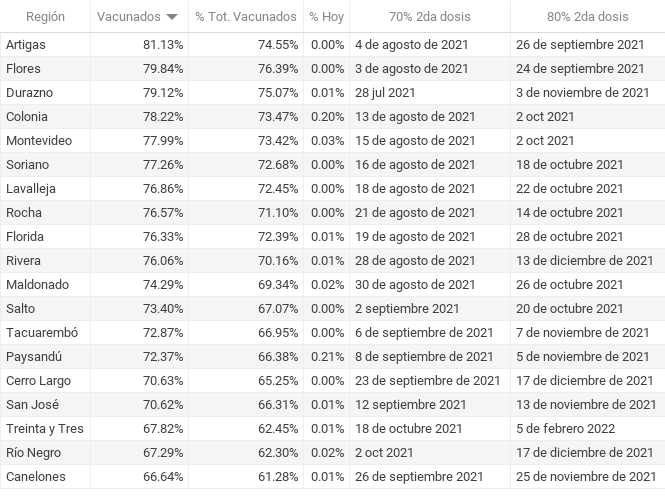 Región Vacunados % Tot. Vacunados % Hoy 70% 2da dosis 80% 2da dosis
Artigas 81.13% 74.55% 0.00% 4 de agosto de 2021 26 de septiembre 2021
Flores 79.84% 76.39% 0.00% 3 de agosto de 2021 24 de septiembre 2021
Durazno 79.12% 75.07% 0.01% 28 jul 2021 3 de noviembre de 2021
Colonia 78.22% 73.47% 0.20% 13 de agosto de 2021 2 oct 2021
Montevideo 77.99% 73.42% 0.03% 15 de agosto de 2021 2 oct 2021
Soriano 77.26% 72.68% 0.00% 16 de agosto de 2021 18 de octubre 2021
Lavalleja 76.86% 72.45% 0.00% 18 de agosto de 2021 22 de octubre 2021
Rocha 76.57% 71.10% 0.00% 21 de agosto de 2021 14 de octubre 2021
Florida 76.33% 72.39% 0.01% 19 de agosto de 2021 28 de octubre 2021
Rivera 76.06% 70.16% 0.01% 28 de agosto de 2021 13 de diciembre de 2021
Maldonado 74.29% 69.34% 0.02% 30 de agosto de 2021 26 de octubre 2021
Salto 73.40% 67.07% 0.00% 2 septiembre 2021 20 de octubre 2021
Tacuarembó 72.87% 66.95% 0.00% 6 de septiembre de 2021 7 de noviembre de 2021
Paysandú 72.37% 66.38% 0.21% 8 de septiembre de 2021 5 de noviembre de 2021
Cerro Largo 70.63% 65.25% 0.00% 23 de septiembre de 2021 17 de diciembre de 2021
San José 70.62% 66.31% 0.01% 12 septiembre 2021 13 de noviembre de 2021
Treinta y Tres 67.82% 62.45% 0.01% 18 de octubre 2021 5 de febrero 2022
Río Negro 67.29% 62.30% 0.02% 2 oct 2021 17 de diciembre de 2021
Canelones 66.64% 61.28% 0.01% 26 de septiembre 2021 25 de noviembre de 2021